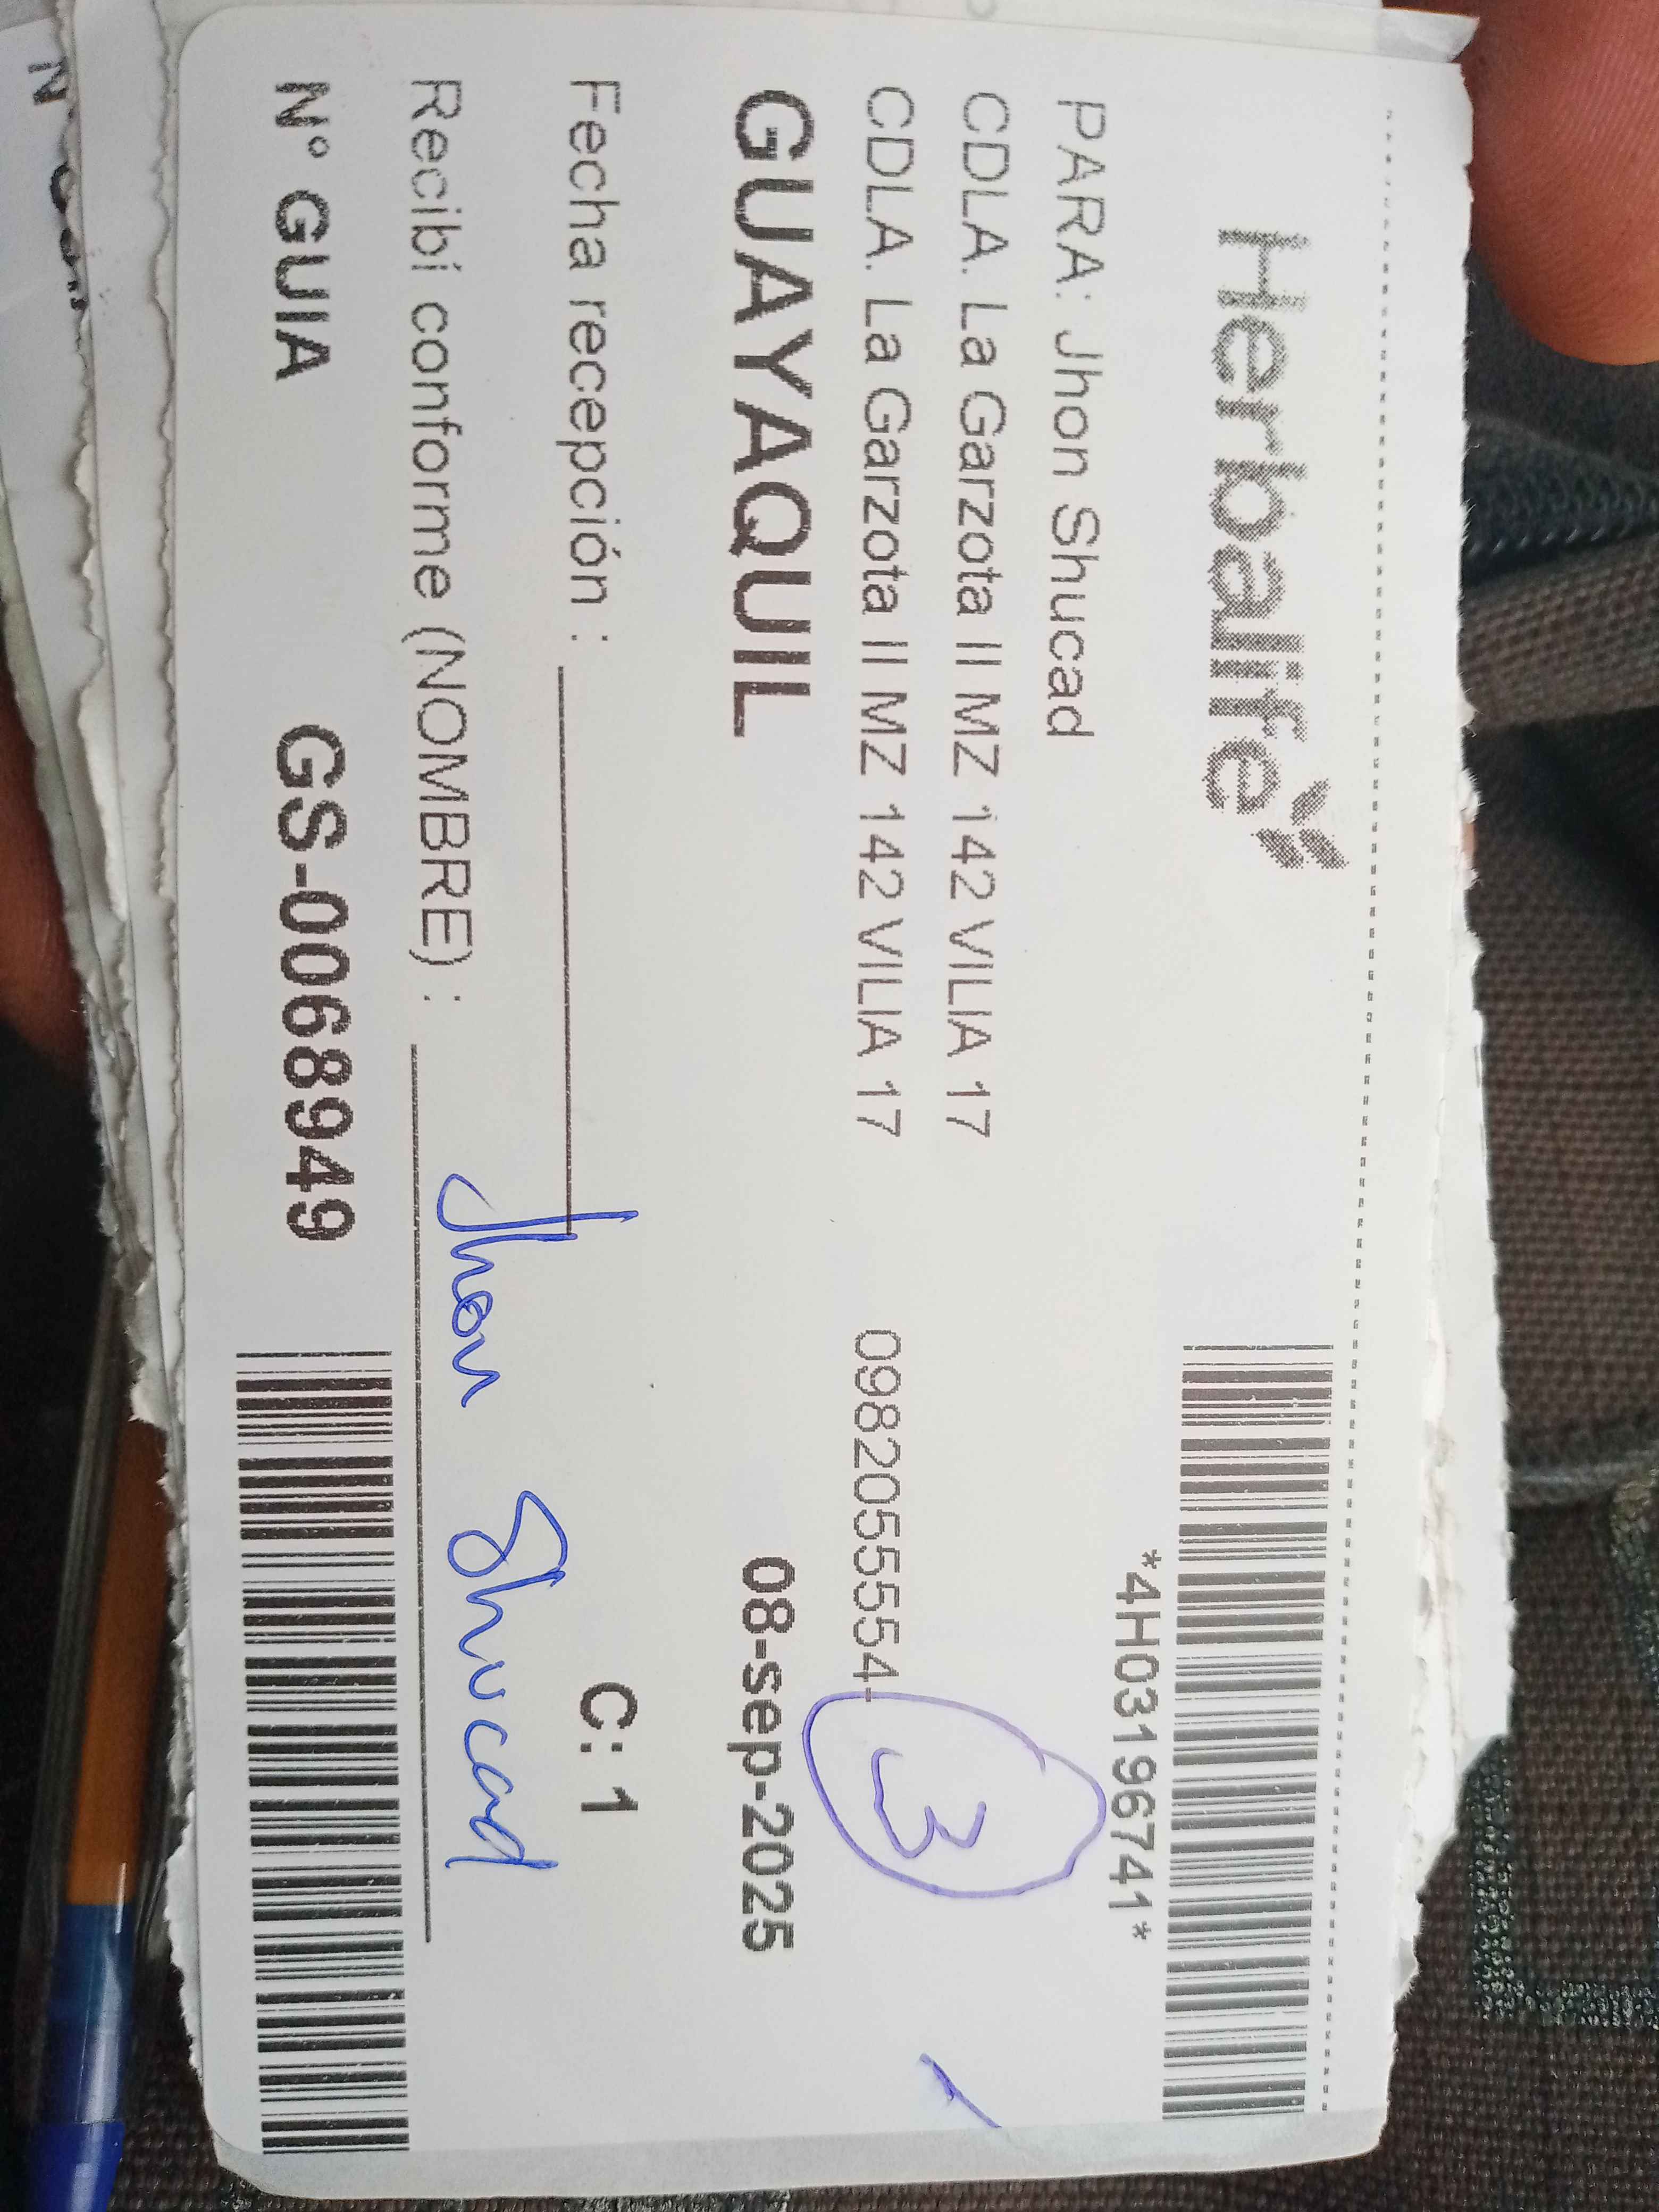 Herbalife
*4H03196741*
PARA: Jhon Shucad
CDLA. La Garzota II MZ 142 VILIA 17
3
CDLA. La Garzota II MZ 142 VILIA 17 0982055554-
GUAYAQUIL 08-sep-2025
Fecha recepción : C: 1
Recibí conforme (NOMBRE) : Jhon Shucad
N° GUIA GS-0068949